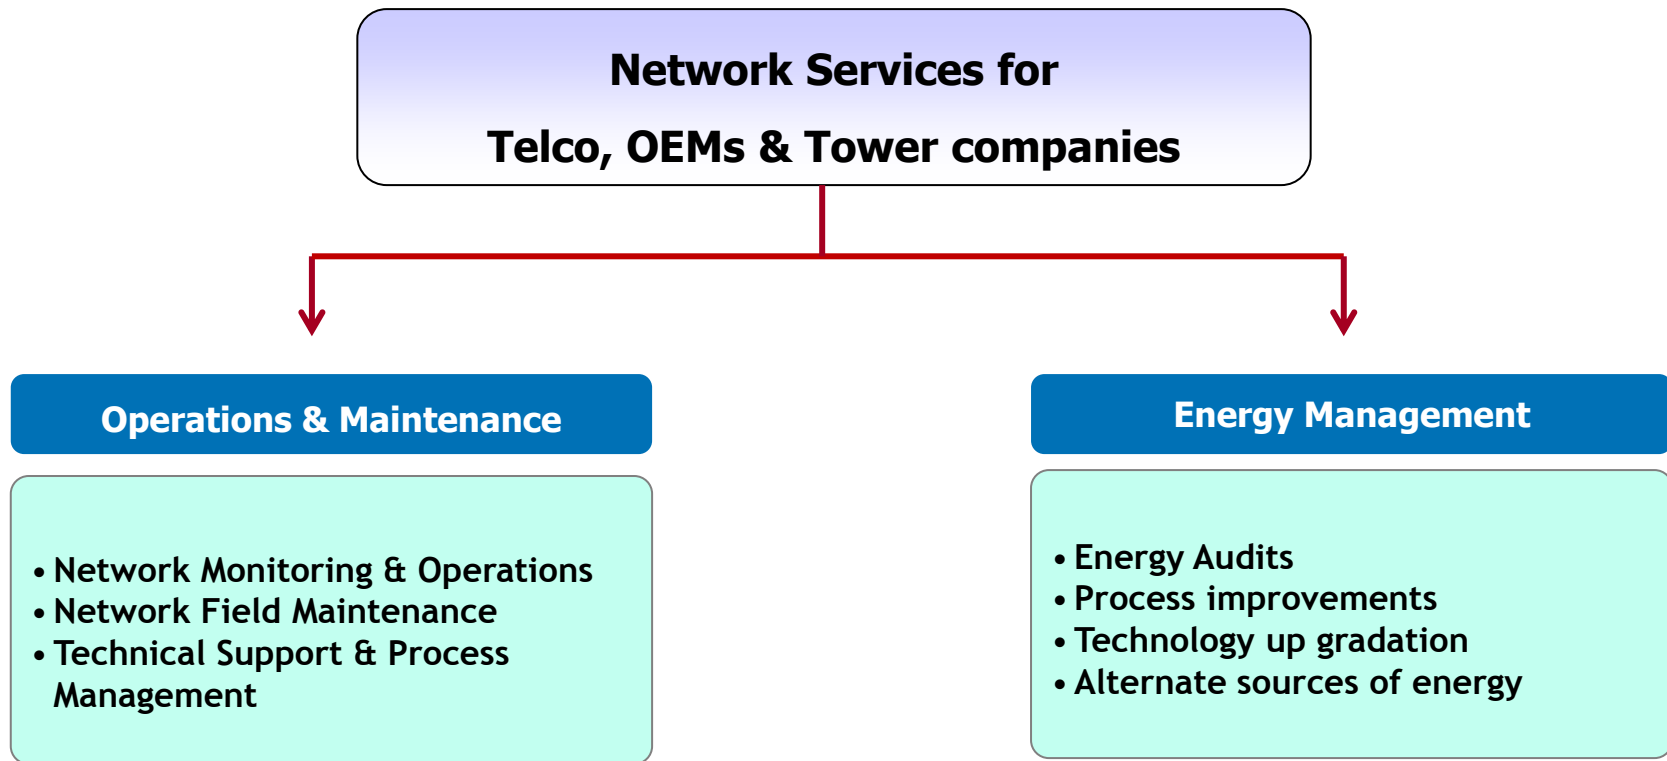 Network Services for
Telco, OEMs & Tower companies
Operations & Maintenance
• Network Monitoring & Operations
• Network Field Maintenance
• Technical Support & Process
Management
Energy Management
• Energy Audits
• Process improvements
• Technology up gradation
• Alternate sources of energy